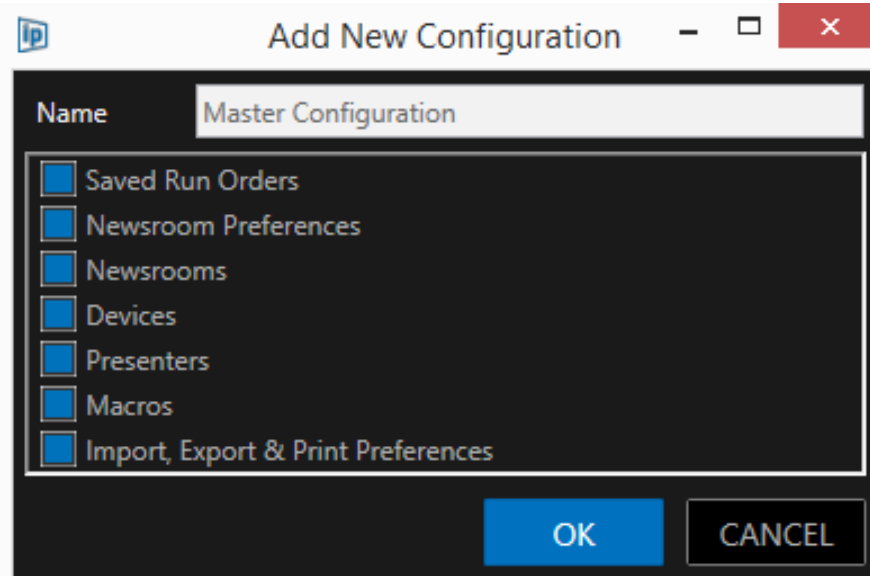 ip
Add New Configuration
Name
Master Configuration
Saved Run Orders
Newsroom Preferences
Newsrooms
Devices
Presenters
Macros
Import, Export & Print Preferences
OK
CANCEL